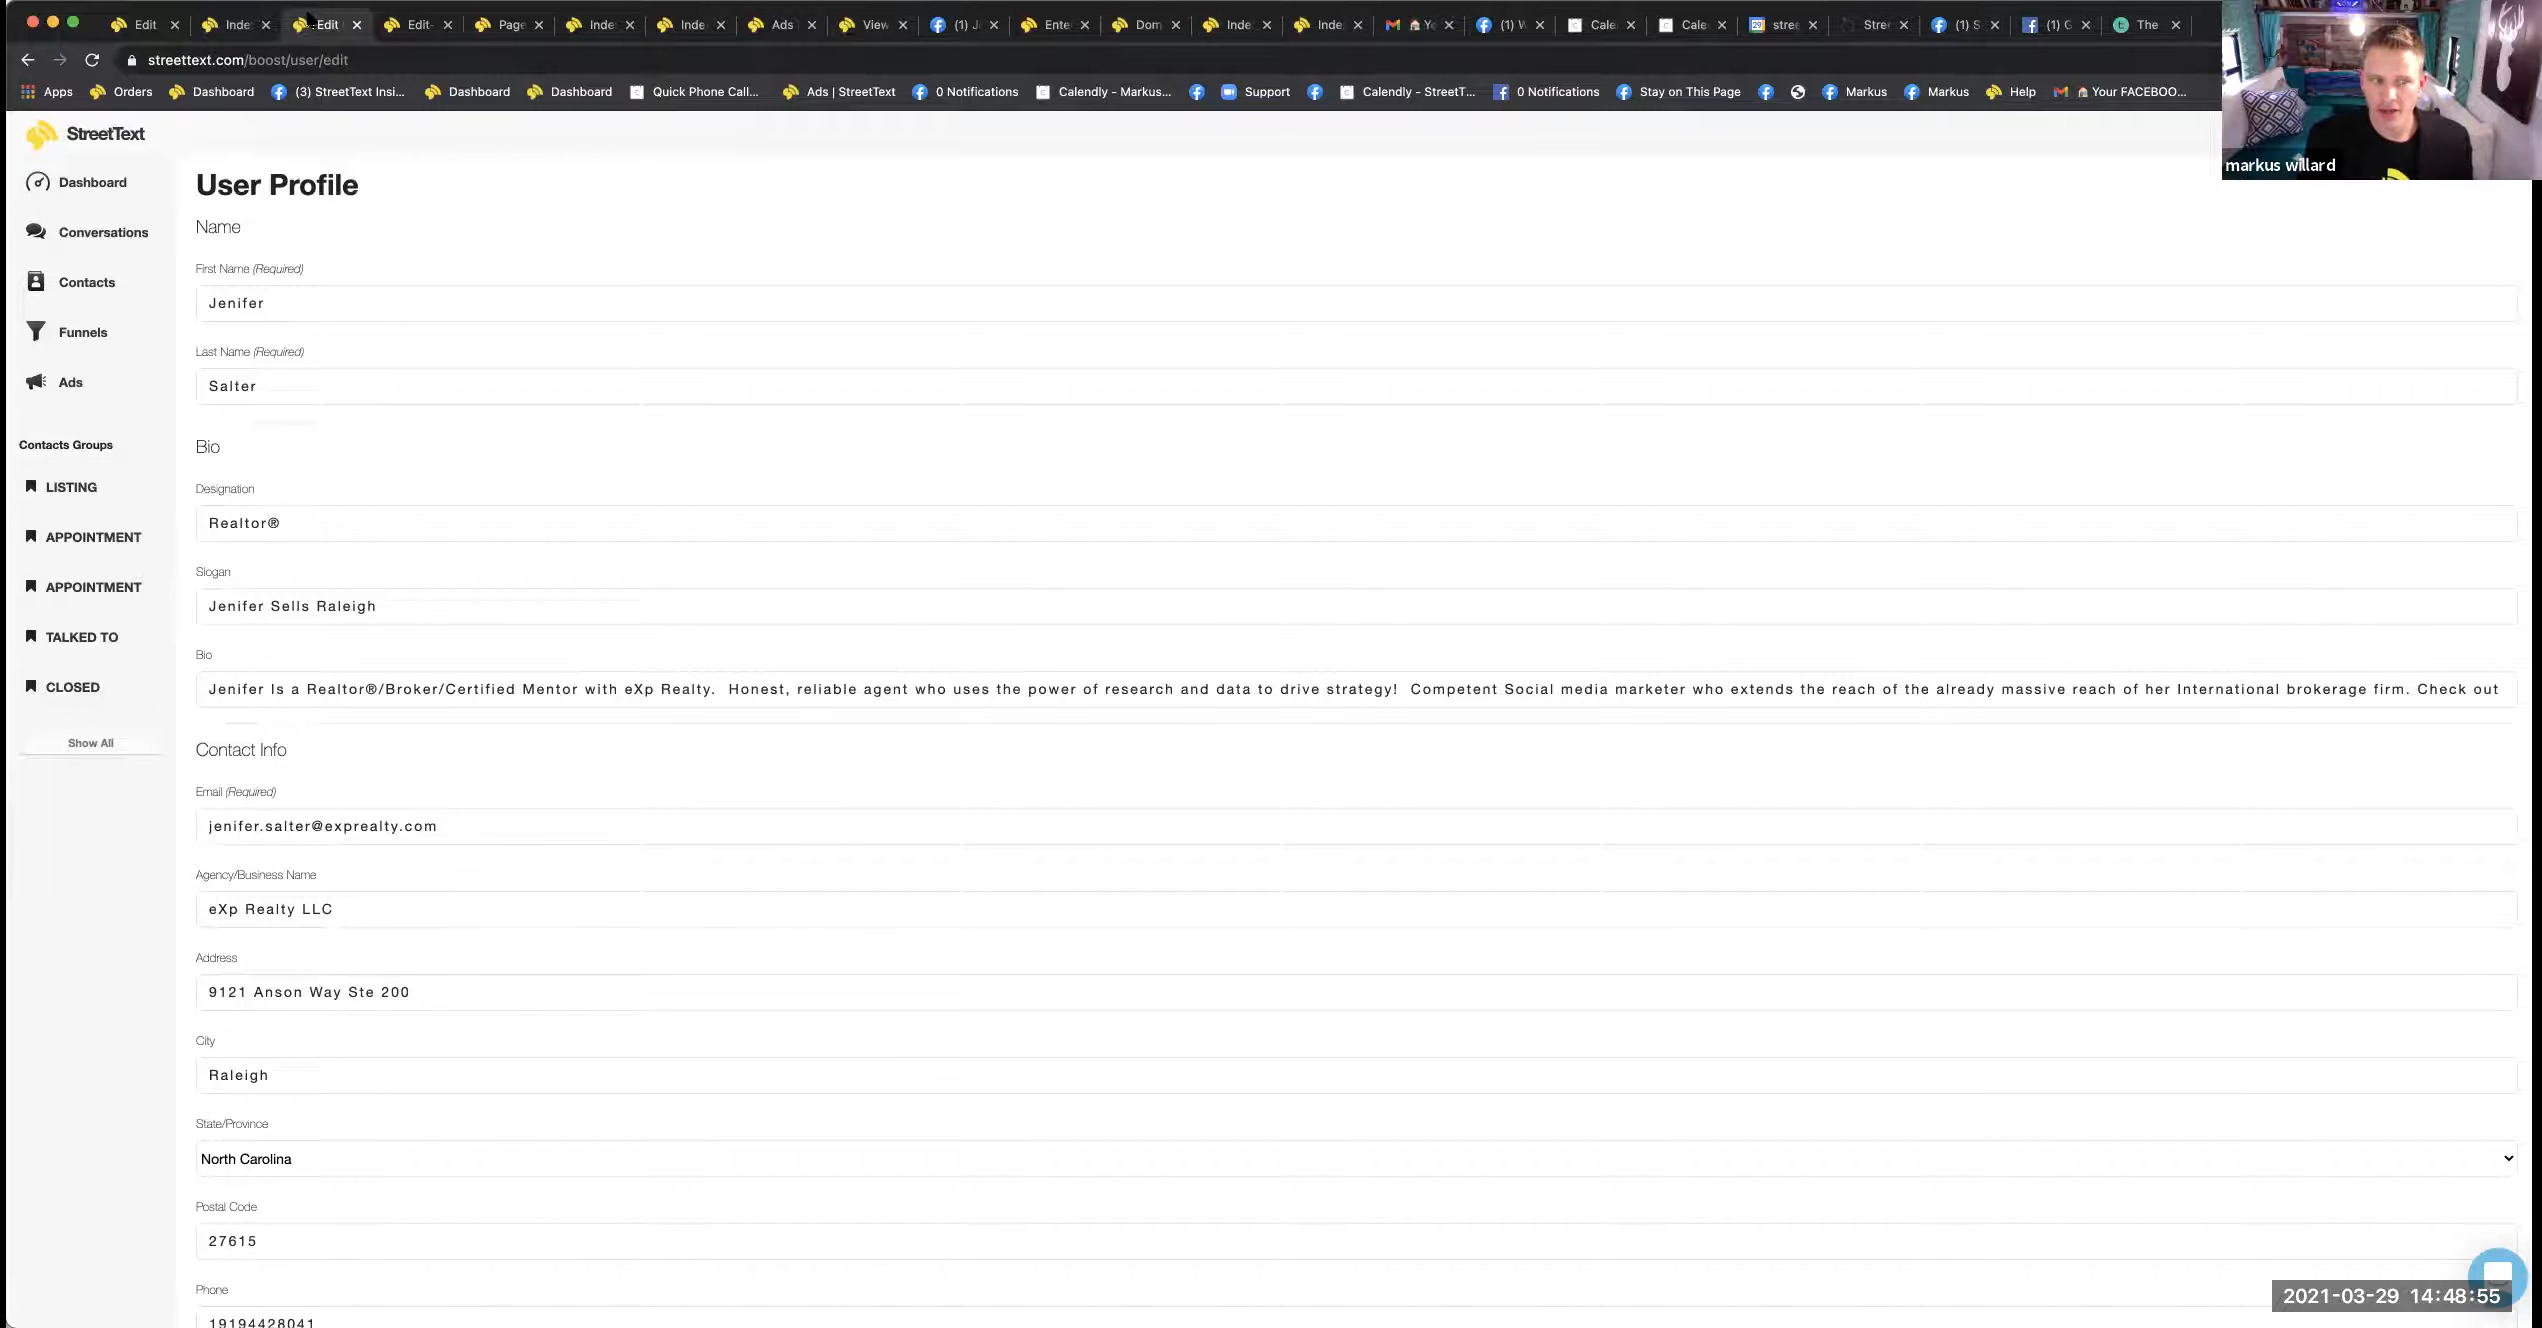 Edit
Inde
Edit
Edit
Page
Inde
Inde
Ads
View
(1) J
Ente
Dom
Inde
Inde
(1) W
Cale
Cale
stree
Stree
(1) S
(1) G
The
streettext.com/boost/user/edit
Apps
Orders
Dashboard
(3) StreetText Insi...
Dashboard
Dashboard
Quick Phone Call...
Ads | StreetText
0 Notifications
Calendly - Markus...
Support
Calendly - StreetT...
0 Notifications
Stay on This Page
Markus
Markus
Help
Your FACEBOO...
markus willard
StreetText
Dashboard
Conversations
Contacts
Funnels
Ads
Contacts Groups
LISTING
APPOINTMENT
APPOINTMENT
TALKED TO
CLOSED
Show All
User Profile
Name
First Name (Required)
Jenifer
Last Name (Required)
Salter
Bio
Designation
Realtor®
Slogan
Jenifer Sells Raleigh
Bio
Jenifer Is a Realtor®/Broker/Certified Mentor with eXp Realty. Honest, reliable agent who uses the power of research and data to drive strategy! Competent Social media marketer who extends the reach of the already massive reach of her International brokerage firm. Check out
Contact Info
Email (Required)
jenifer.salter@exprealty.com
Agency/Business Name
eXp Realty LLC
Address
9121 Anson Way Ste 200
City
Raleigh
State/Province
North Carolina
Postal Code
27615
Phone
19194428041
2021-03-29 14:48:55